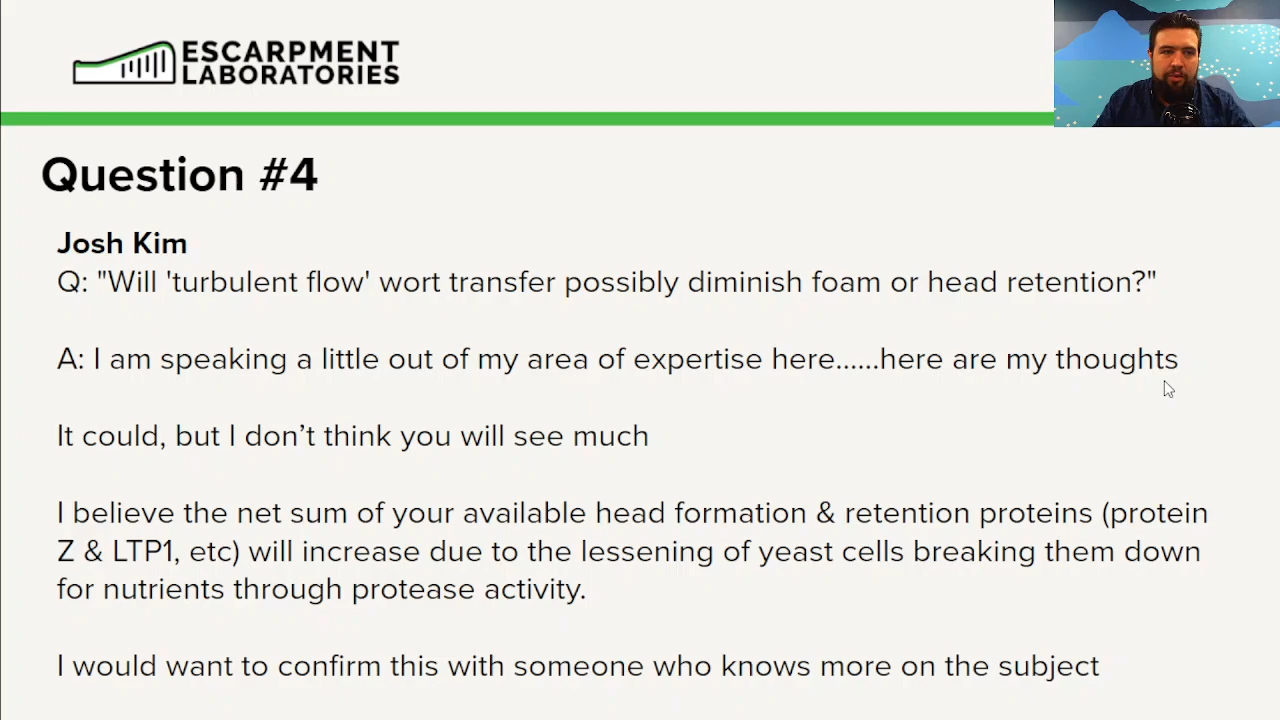 ESCARPMENT
LABORATORIES
Question #4
Josh Kim
Q: "Will 'turbulent flow' wort transfer possibly diminish foam or head retention?"
A: I am speaking a little out of my area of expertise here......here are my thoughts
It could, but I don’t think you will see much
I believe the net sum of your available head formation & retention proteins (protein
Z & LTP1, etc) will increase due to the lessening of yeast cells breaking them down
for nutrients through protease activity.
I would want to confirm this with someone who knows more on the subject